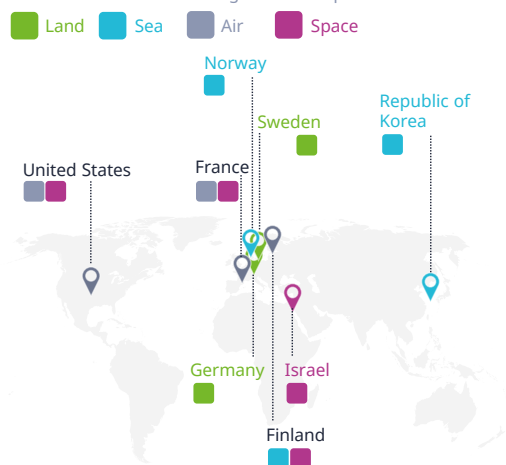 Land Sea Air Space
Norway
Republic of
Korea
Sweden
United States
France
Germany
Israel
Finland